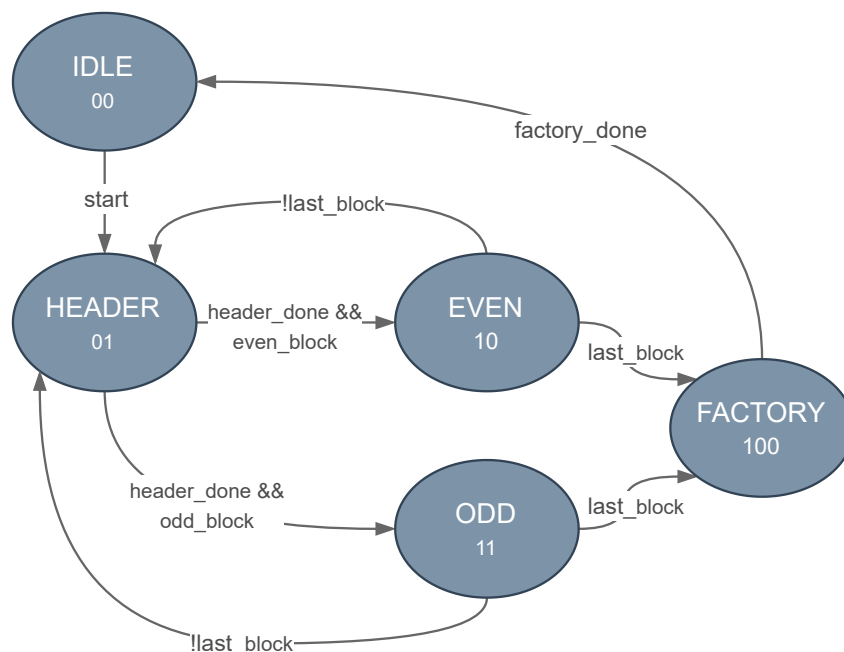 IDLE
00
factory_done
start
!last_block
HEADER
01
header_done &&
even_block
EVEN
10
last_block
FACTORY
100
header_done &&
odd_block
ODD
11
last_block
!last_block